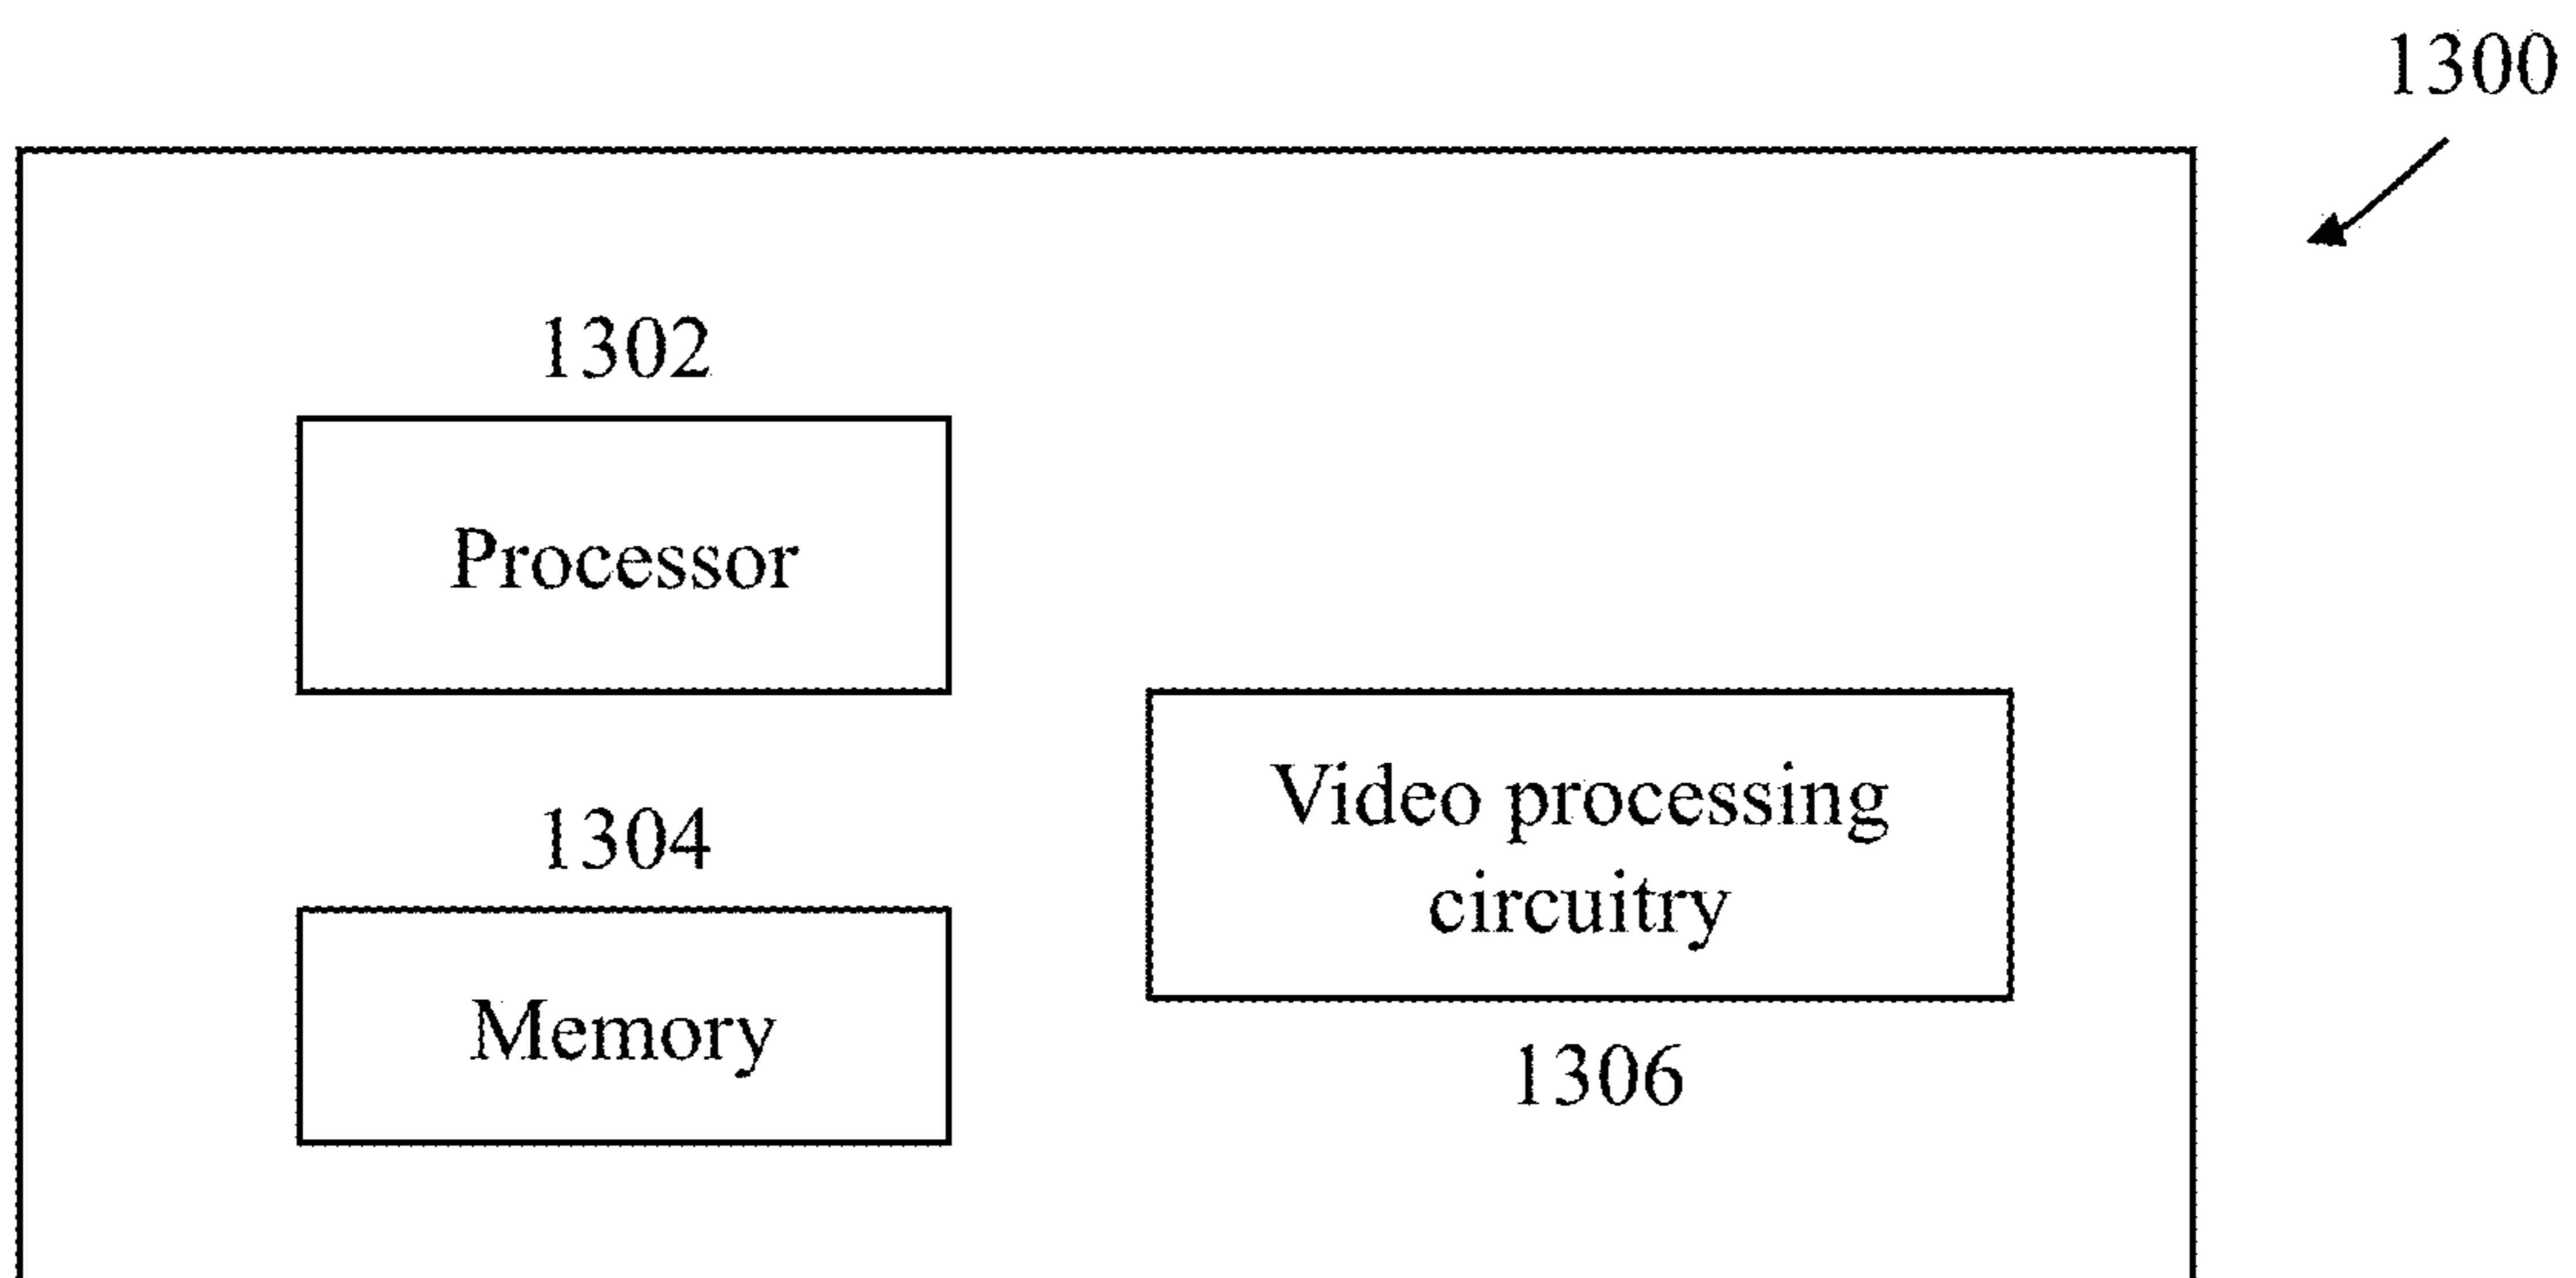 1300
1302
Processor
1304
Memory
Video processing
circuitry
1306